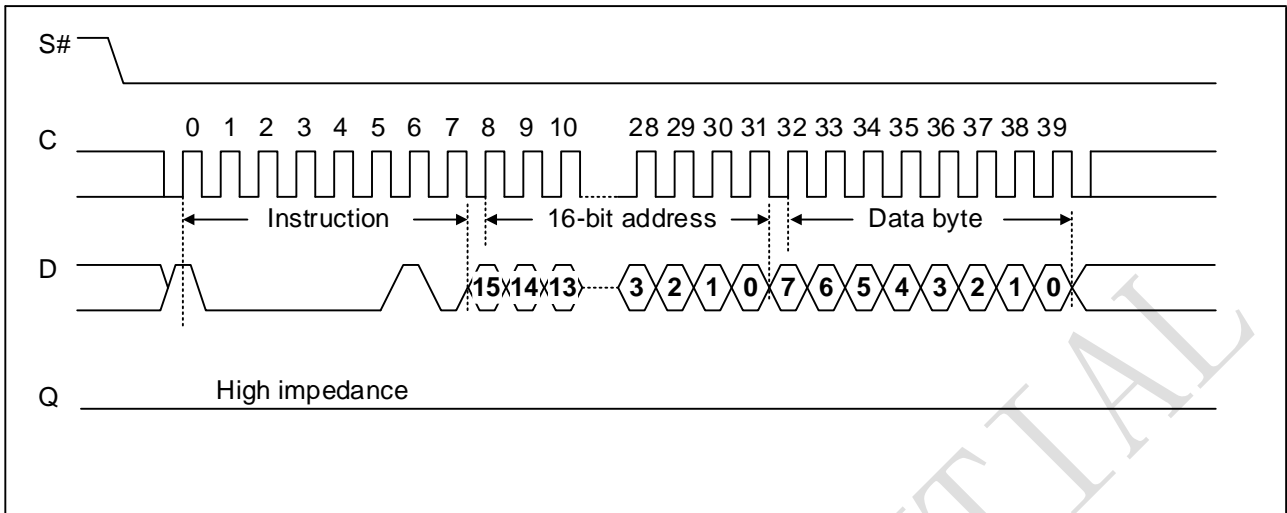 S#
C 0 1 2 3 4 5 6 7 8 9 10 28 29 30 31 32 33 34 35 36 37 38 39
Instruction 16-bit address Data byte
D 15 14 13 3 2 1 0 7 6 5 4 3 2 1 0
Q High impedance
TIAL